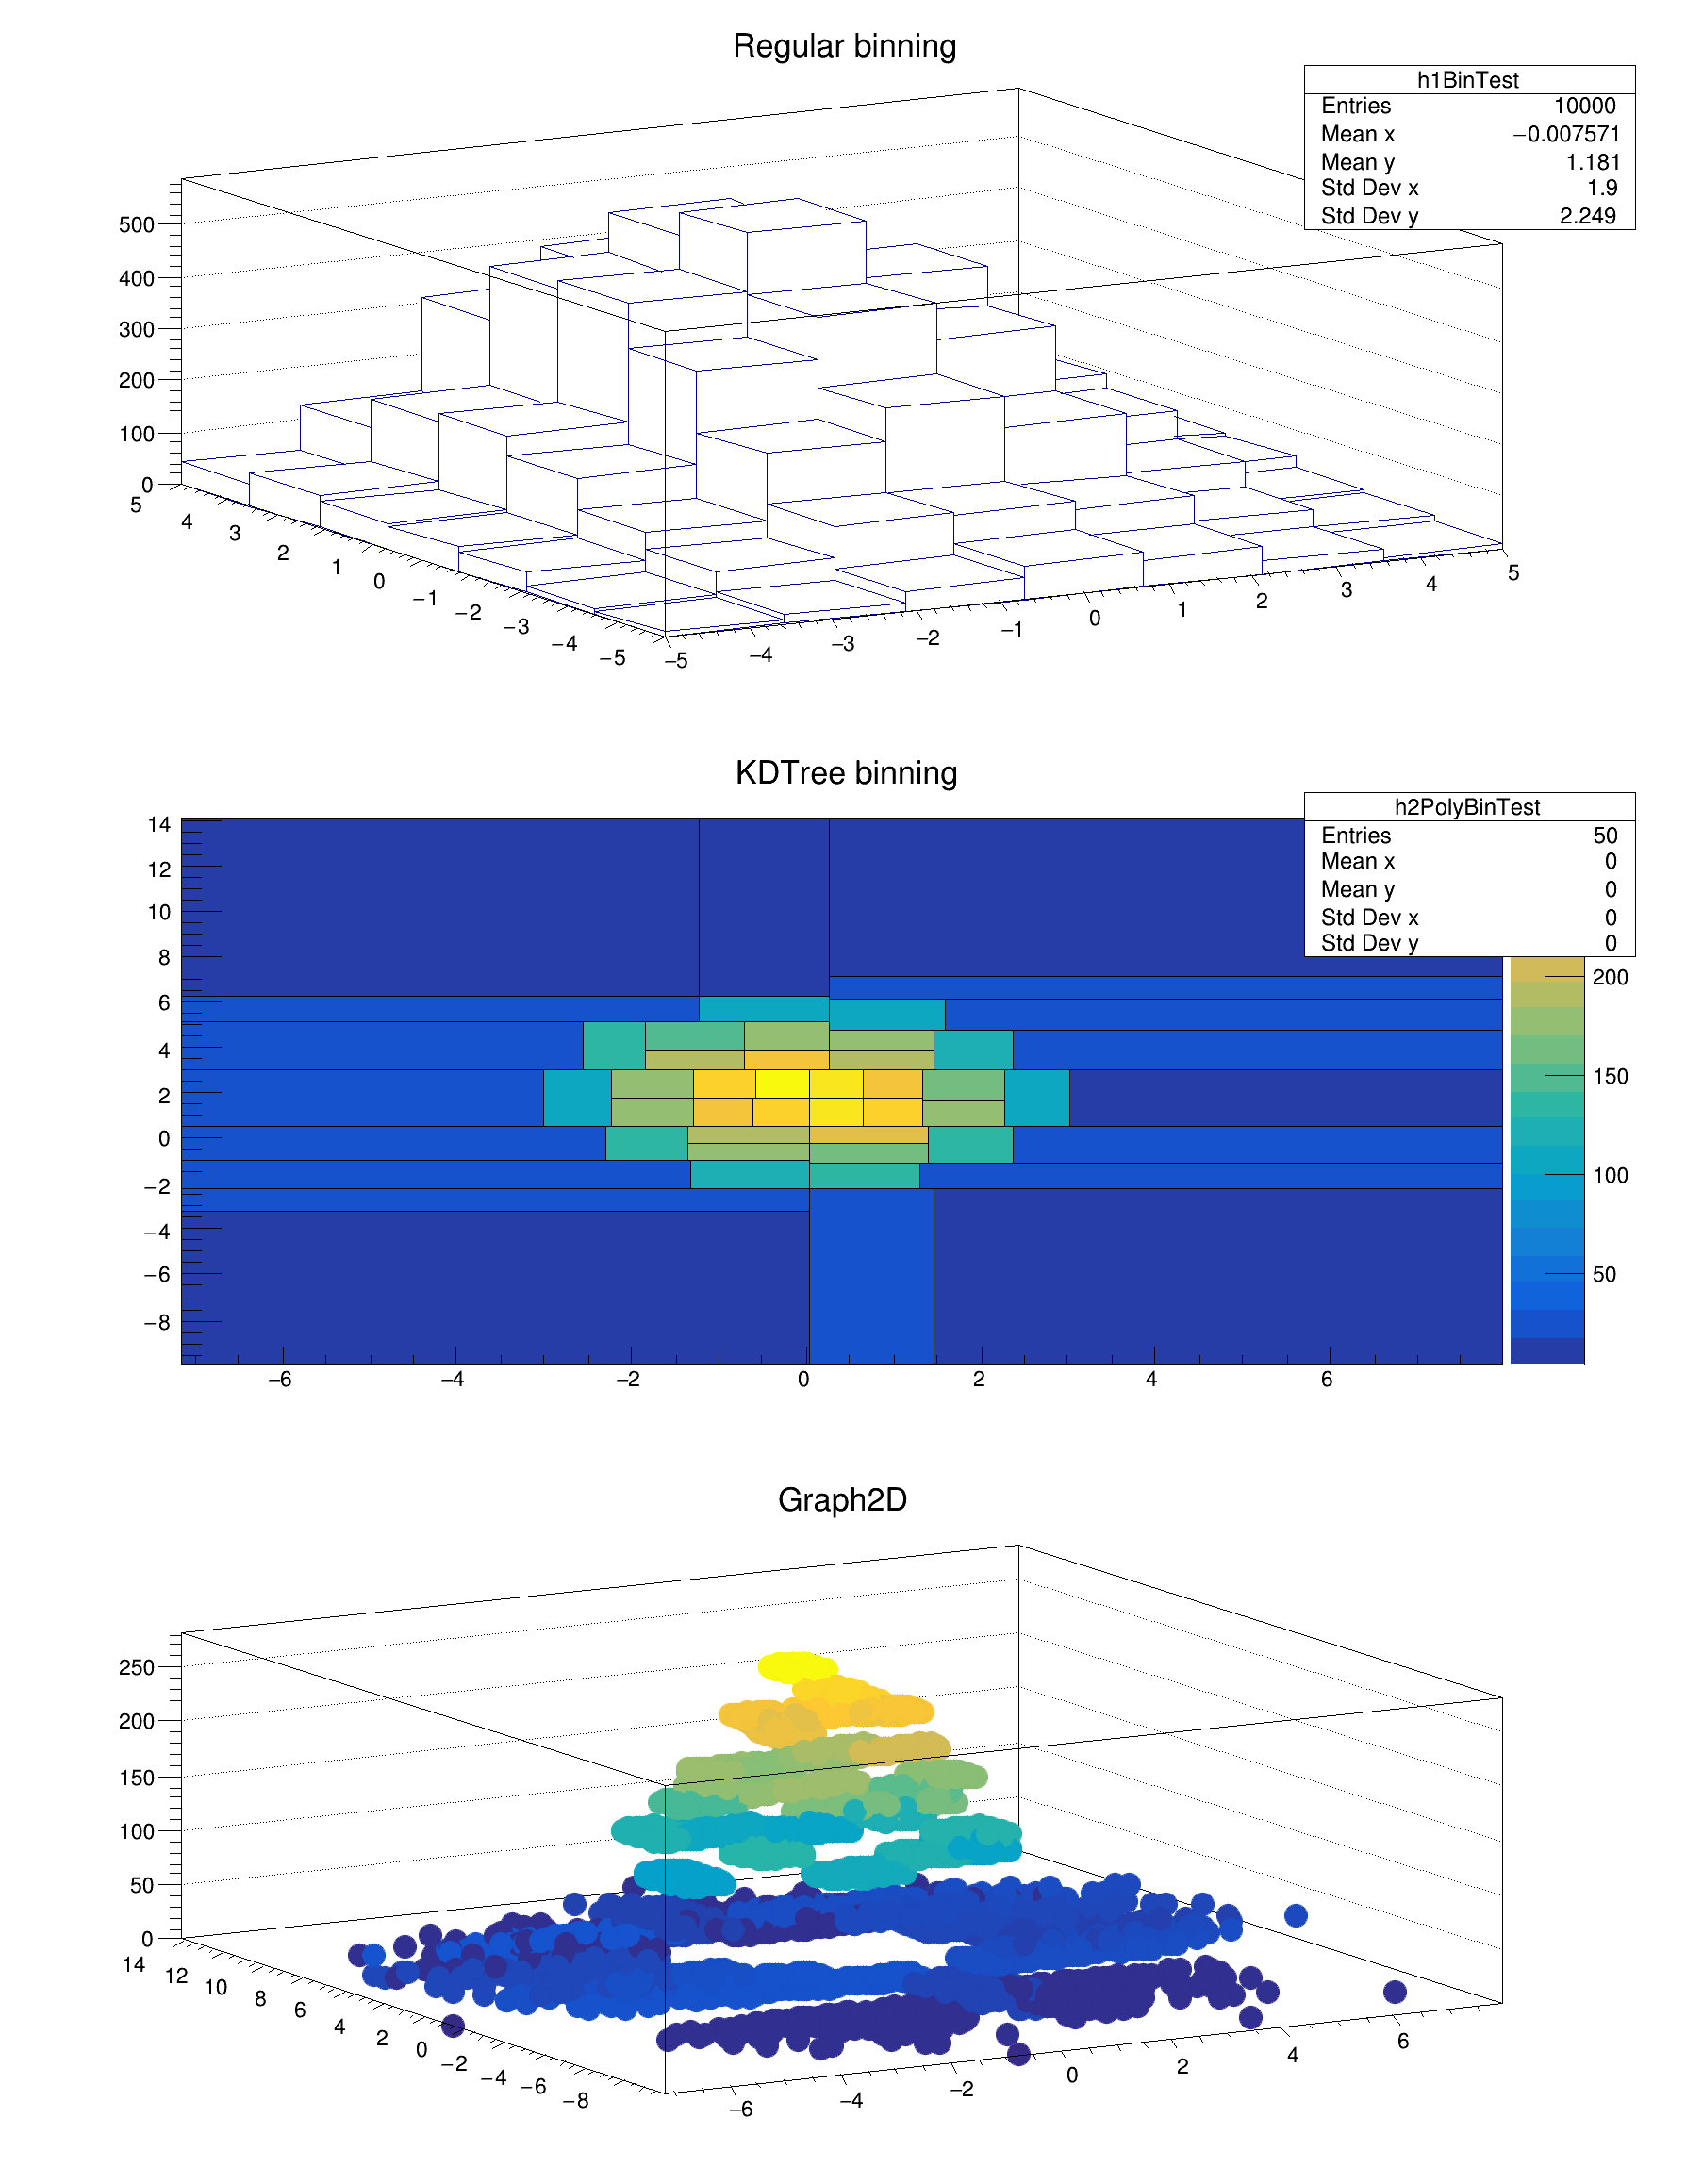 Regular binning
h1BinTest
Entries 10000
Mean x −0.007571
Mean y 1.181
Std Dev x 1.9
Std Dev y 2.249
500
400
300
200
100
0
5 4 3 2 1 0 −1 −2 −3 −4 −5
−5 −4 −3 −2 −1 0 1 2 3 4 5
KDTree binning
h2PolyBinTest
Entries 50
Mean x 0
Mean y 0
Std Dev x 0
Std Dev y 0
14
12
10
8
6
4
2
0
−2
−4
−6
−8
−6 −4 −2 0 2 4 6
200
150
100
50
Graph2D
250
200
150
100
50
0
14 12 10 8 6 4 2 0 −2 −4 −6 −8
−6 −4 −2 0 2 4 6